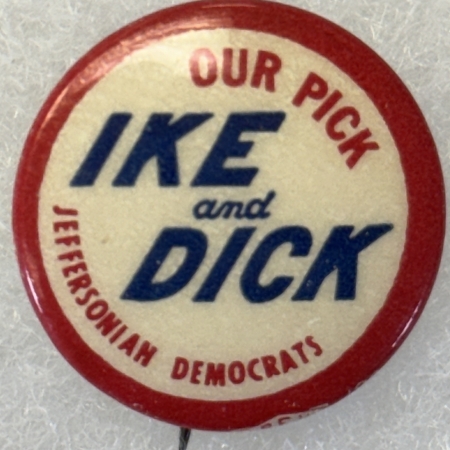 OUR PICK
IKE
and
DICK
JEFFERSONIAN DEMOCRATS